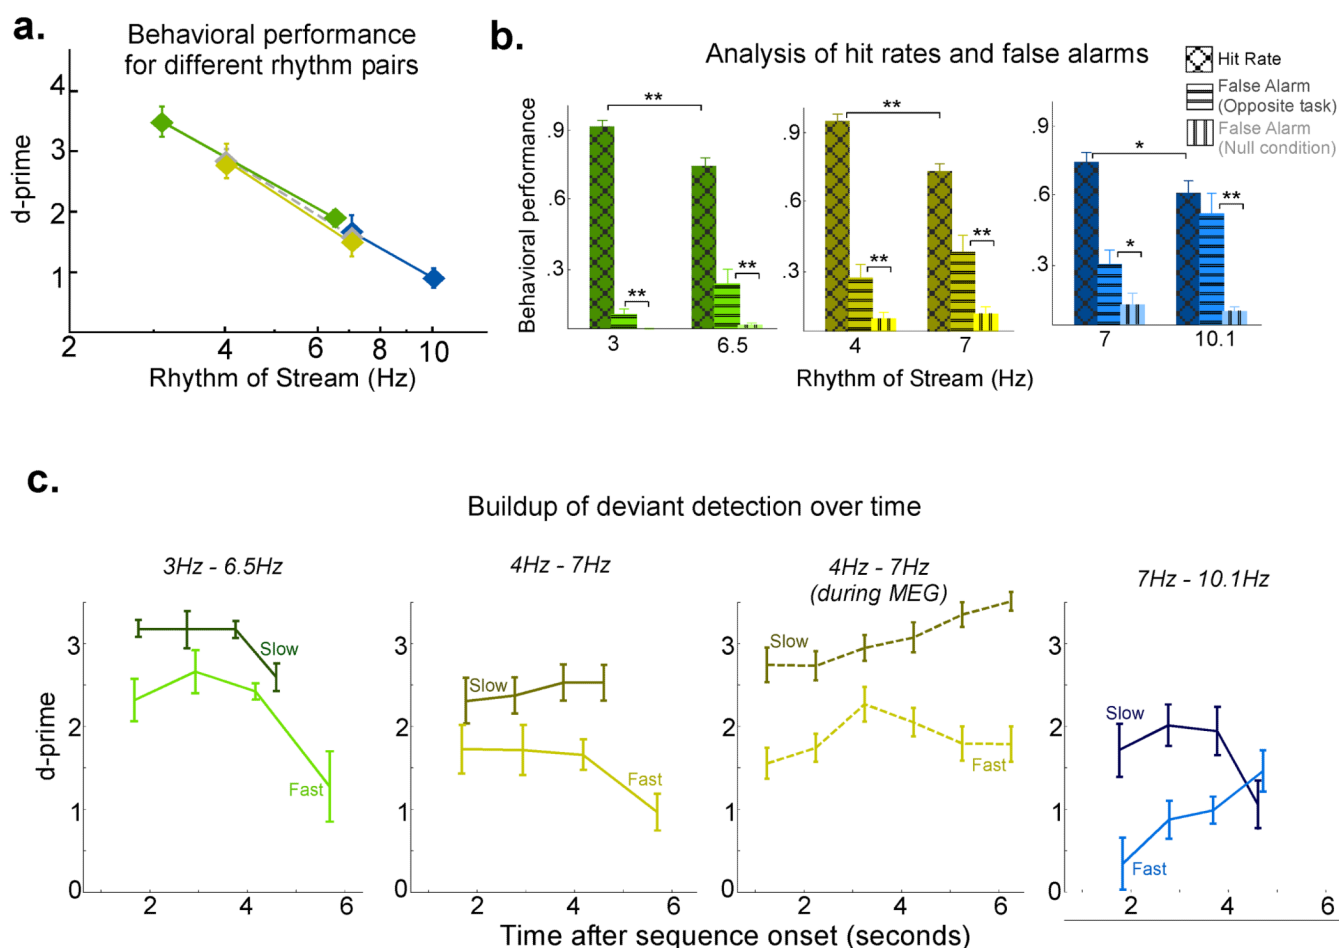 a.
Behavioral performance
for different rhythm pairs
d-prime
4
3
2
1
2
4
6
8
10
Rhythm of Stream (Hz)
b.
Analysis of hit rates and false alarms
Hit Rate
False Alarm
(Opposite task)
False Alarm
(Null condition)
Behavioral performance
.9
.6
.3
**
**
**
3
6.5
.9
.6
.3
**
**
**
4
7
.9
.6
.3
*
*
**
7
10.1
Rhythm of Stream (Hz)
c.
Buildup of deviant detection over time
3Hz - 6.5Hz
d-prime
3
2
1
0
Slow
Fast
2
4
6
4Hz - 7Hz
3
2
1
0
Slow
Fast
2
4
6
4Hz - 7Hz
(during MEG)
3
2
1
0
Slow
Fast
2
4
6
7Hz - 10.1Hz
3
2
1
0
Slow
Fast
2
4
6
Time after sequence onset (seconds)